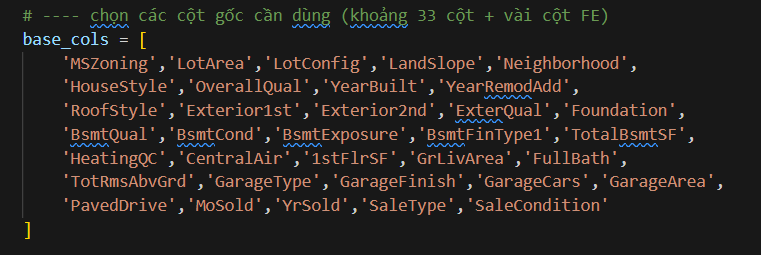 # ---- chọn các cột gốc cần dùng (khoảng 33 cột + vài cột FE)
base_cols = [
    'MSZoning','LotArea','LotConfig','LandSlope','Neighborhood',
    'HouseStyle','OverallQual','YearBuilt','YearRemodAdd',
    'RoofStyle','Exterior1st','Exterior2nd','ExterQual','Foundation',
    'BsmtQual','BsmtCond','BsmtExposure','BsmtFinType1','TotalBsmtSF',
    'HeatingQC','CentralAir','1stFlrSF','GrLivArea','FullBath',
    'TotRmsAbvGrd','GarageType','GarageFinish','GarageCars','GarageArea',
    'PavedDrive','MoSold','YrSold','SaleType','SaleCondition'
]